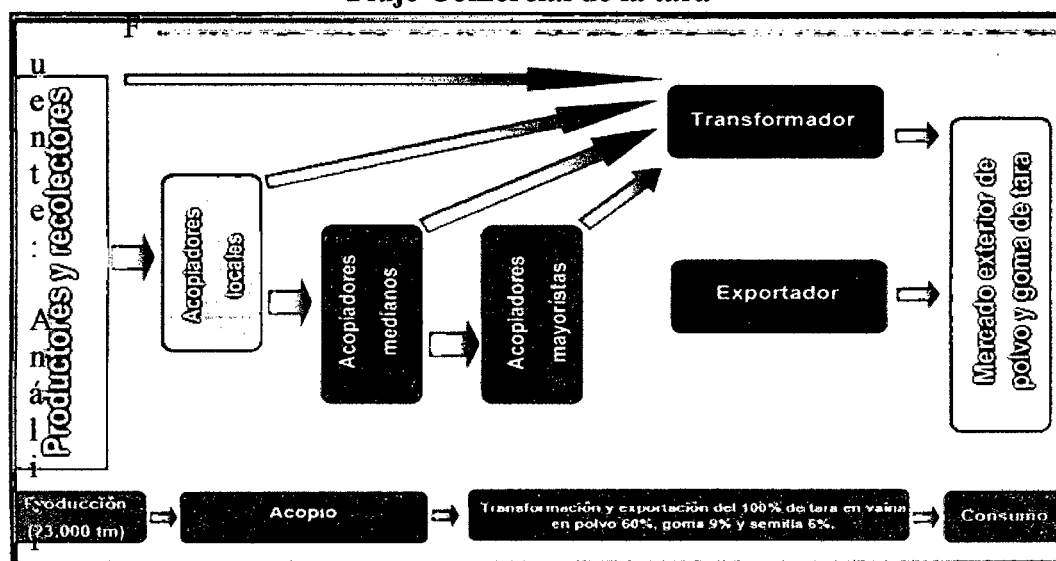 Flujo Comercial de la tara
F
u
e
n
t
e
:
A
n
á
l
i
Productores y recolectores
Acopiadores
locales
Acopiadores
medianos
Acopiadores
mayoristas
Transformador
Exportador
Mercado exterior de
polvo y goma de tara
Producción
(23,000 tm)
Acopio
Transformación y exportación del 100% de tara en vaina
en polvo 60%, goma 9% y semilla 6%.
Consumo